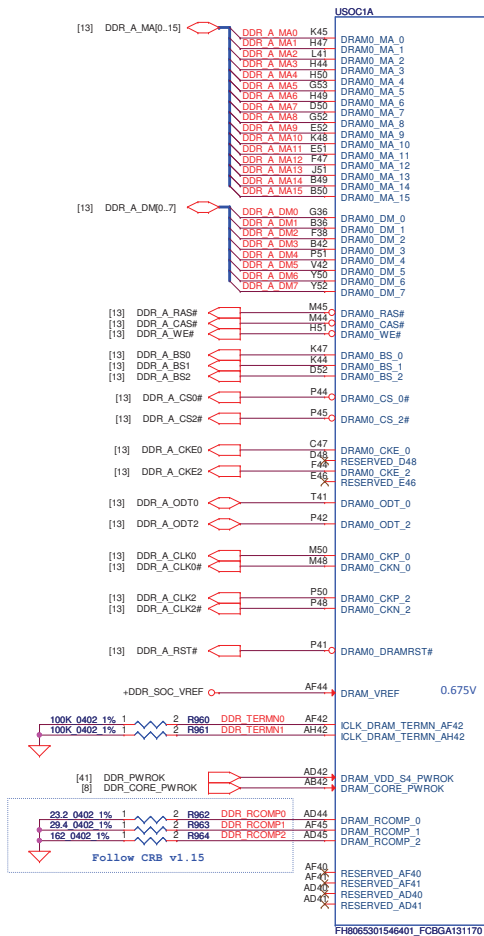 USOC1A
[13] DDR_A_MA[0..15]
DDR_A_MA0 K45 DRAM0_MA_0
DDR_A_MA1 H47 DRAM0_MA_1
DDR_A_MA2 L41 DRAM0_MA_2
DDR_A_MA3 H44 DRAM0_MA_3
DDR_A_MA4 H50 DRAM0_MA_4
DDR_A_MA5 G53 DRAM0_MA_5
DDR_A_MA6 H49 DRAM0_MA_6
DDR_A_MA7 D50 DRAM0_MA_7
DDR_A_MA8 G52 DRAM0_MA_8
DDR_A_MA9 E52 DRAM0_MA_9
DDR_A_MA10 K48 DRAM0_MA_10
DDR_A_MA11 E51 DRAM0_MA_11
DDR_A_MA12 F47 DRAM0_MA_12
DDR_A_MA13 J51 DRAM0_MA_13
DDR_A_MA14 B49 DRAM0_MA_14
DDR_A_MA15 B50 DRAM0_MA_15
[13] DDR_A_DM[0..7]
DDR_A_DM0 G36 DRAM0_DM_0
DDR_A_DM1 B36 DRAM0_DM_1
DDR_A_DM2 F38 DRAM0_DM_2
DDR_A_DM3 B42 DRAM0_DM_3
DDR_A_DM4 P51 DRAM0_DM_4
DDR_A_DM5 V42 DRAM0_DM_5
DDR_A_DM6 Y50 DRAM0_DM_6
DDR_A_DM7 Y52 DRAM0_DM_7
[13] DDR_A_RAS# M45 DRAM0_RAS#
[13] DDR_A_CAS# M44 DRAM0_CAS#
[13] DDR_A_WE# H51 DRAM0_WE#
[13] DDR_A_BS0 K47 DRAM0_BS_0
[13] DDR_A_BS1 K44 DRAM0_BS_1
[13] DDR_A_BS2 D52 DRAM0_BS_2
[13] DDR_A_CS0# P44 DRAM0_CS_0#
[13] DDR_A_CS2# P45 DRAM0_CS_2#
[13] DDR_A_CKE0 C47 DRAM0_CKE_0
D48 RESERVED_D48
[13] DDR_A_CKE2 F44 DRAM0_CKE_2
E46 RESERVED_E46
[13] DDR_A_ODT0 T41 DRAM0_ODT_0
[13] DDR_A_ODT2 P42 DRAM0_ODT_2
[13] DDR_A_CLK0 M50 DRAM0_CKP_0
[13] DDR_A_CLK0# M48 DRAM0_CKN_0
[13] DDR_A_CLK2 P50 DRAM0_CKP_2
[13] DDR_A_CLK2# P48 DRAM0_CKN_2
[13] DDR_A_RST# P41 DRAM0_DRAMRST#
+DDR_SOC_VREF AF44 DRAM_VREF 0.675V
100K_0402_1% 1 2 R960 DDR_TERMN0 AF42 ICLK_DRAM_TERMN_AF42
100K_0402_1% 1 2 R961 DDR_TERMN1 AH42 ICLK_DRAM_TERMN_AH42
[41] DDR_PWROK AD42 DRAM_VDD_S4_PWROK
[8] DDR_CORE_PWROK AB42 DRAM_CORE_PWROK
23.2_0402_1% 1 2 R962 DDR_RCOMP0 AD44 DRAM_RCOMP_0
29.4_0402_1% 1 2 R963 DDR_RCOMP1 AF45 DRAM_RCOMP_1
162_0402_1% 1 2 R964 DDR_RCOMP2 AD45 DRAM_RCOMP_2
Follow CRB v1.15
AF40 RESERVED_AF40
AF41 RESERVED_AF41
AD40 RESERVED_AD40
AD41 RESERVED_AD41
FH8065301546401_FCBGA131170